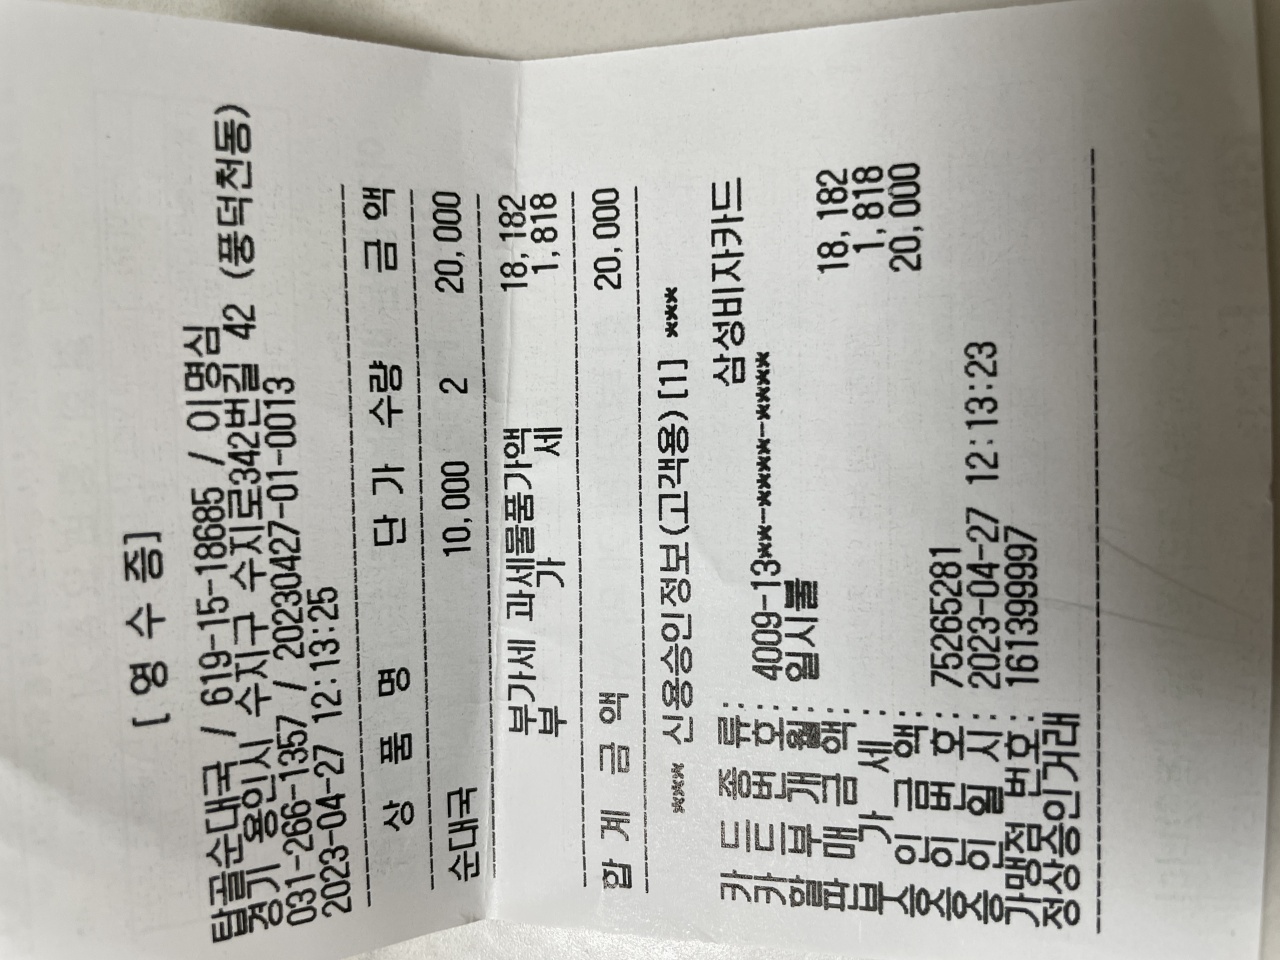 [ 영 수 증 ]
탑골순대국 / 619-15-18685 / 이명심
경기 용인시 수지구 수지로342번길 42 (풍덕천동)
031-266-1357 / 20230427-01-0013
2023-04-27 12:13:25
상 품 명 단 가 수량 금 액
순대국 10,000 2 20,000
부가세 과세물품가액 18,182
부 가 세 1,818
합 계 금 액 20,000
*** 신용승인정보(고객용) [1] ***
카 드 종 류: 삼성비자카드
카 드 번 호: 4009-13**-****-****
할 부 개 월: 일시불
판 매 금 액: 18,182
부 가 세: 1,818
승 인 금 액: 20,000
승 인 번 호: 75265281
승 인 일 시: 2023-04-27 12:13:23
가맹점 번호: 161399997
정상승인거래